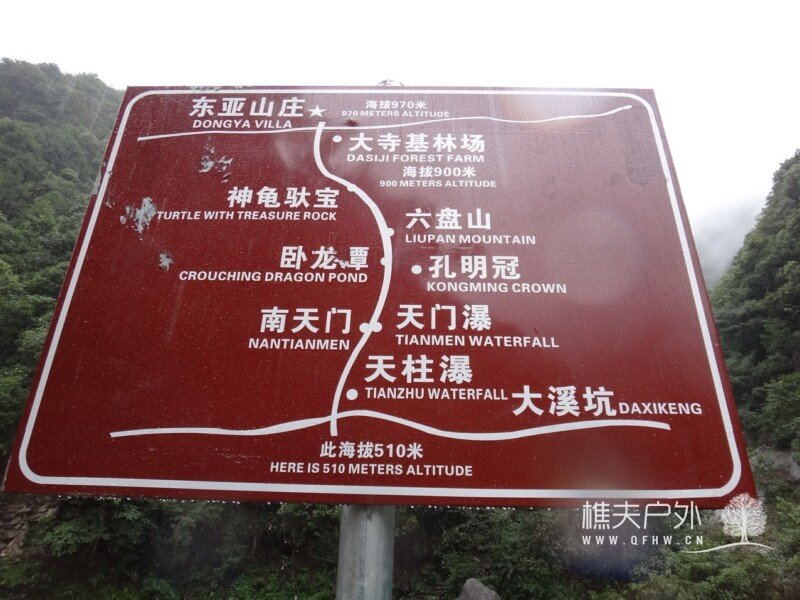 东亚山庄
DONGYA VILLA
海拔970米
970 METERS ALTITUDE
大寺基林场
DASIJI FOREST FARM
海拔900米
900 METERS ALTITUDE
神龟驮宝
TURTLE WITH TREASURE ROCK
六盘山
LIUPAN MOUNTAIN
卧龙潭
CROUCHING DRAGON POND
孔明冠
KONGMING CROWN
南天门
NANTIANMEN
天门瀑
TIANMEN WATERFALL
天柱瀑
TIANZHU WATERFALL
大溪坑 DAXIKENG
此海拔510米
HERE IS 510 METERS ALTITUDE
樵夫户外
WWW.QFHW.CN